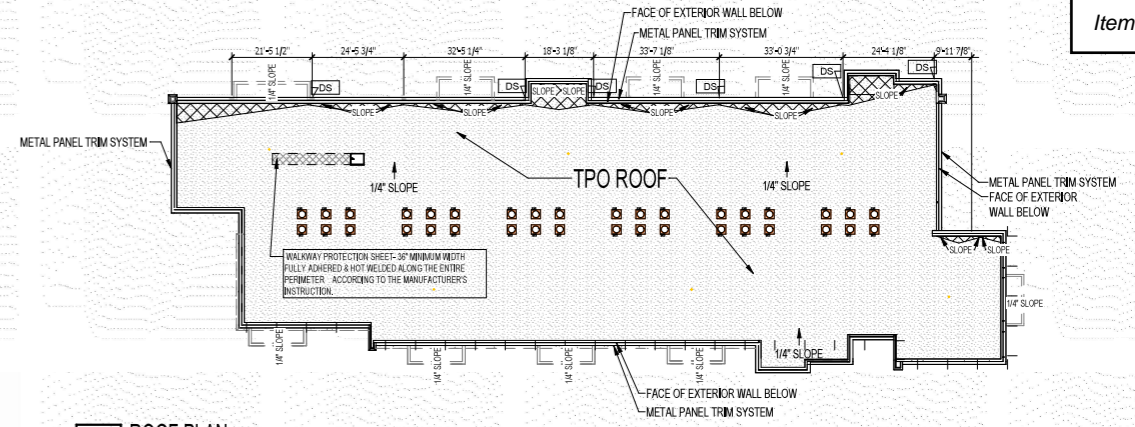 Item
FACE OF EXTERIOR WALL BELOW
METAL PANEL TRIM SYSTEM
21'-5 1/2" 24'-5 3/4" 32'-5 1/4" 18'-3 1/8" 33'-7 1/8" 33'-0 3/4" 24'-4 1/8" 9'-11 7/8"
1/4" SLOPE 1/4" SLOPE 1/4" SLOPE 1/4" SLOPE
DS DS DS DS DS DS
SLOPE SLOPE SLOPE
SLOPE SLOPE SLOPE SLOPE
METAL PANEL TRIM SYSTEM
1/4" SLOPE
TPO ROOF
1/4" SLOPE
METAL PANEL TRIM SYSTEM
FACE OF EXTERIOR
WALL BELOW
SLOPE SLOPE
WALKWAY PROTECTION SHEET- 36" MINIMUM WIDTH
FULLY ADHERED & HOT WELDED ALONG THE ENTIRE
PERIMETER ACCORDING TO THE MANUFACTURER'S
INSTRUCTION.
1/4" SLOPE
1/4" SLOPE
1/4" SLOPE 1/4" SLOPE 1/4" SLOPE 1/4" SLOPE
FACE OF EXTERIOR WALL BELOW
METAL PANEL TRIM SYSTEM